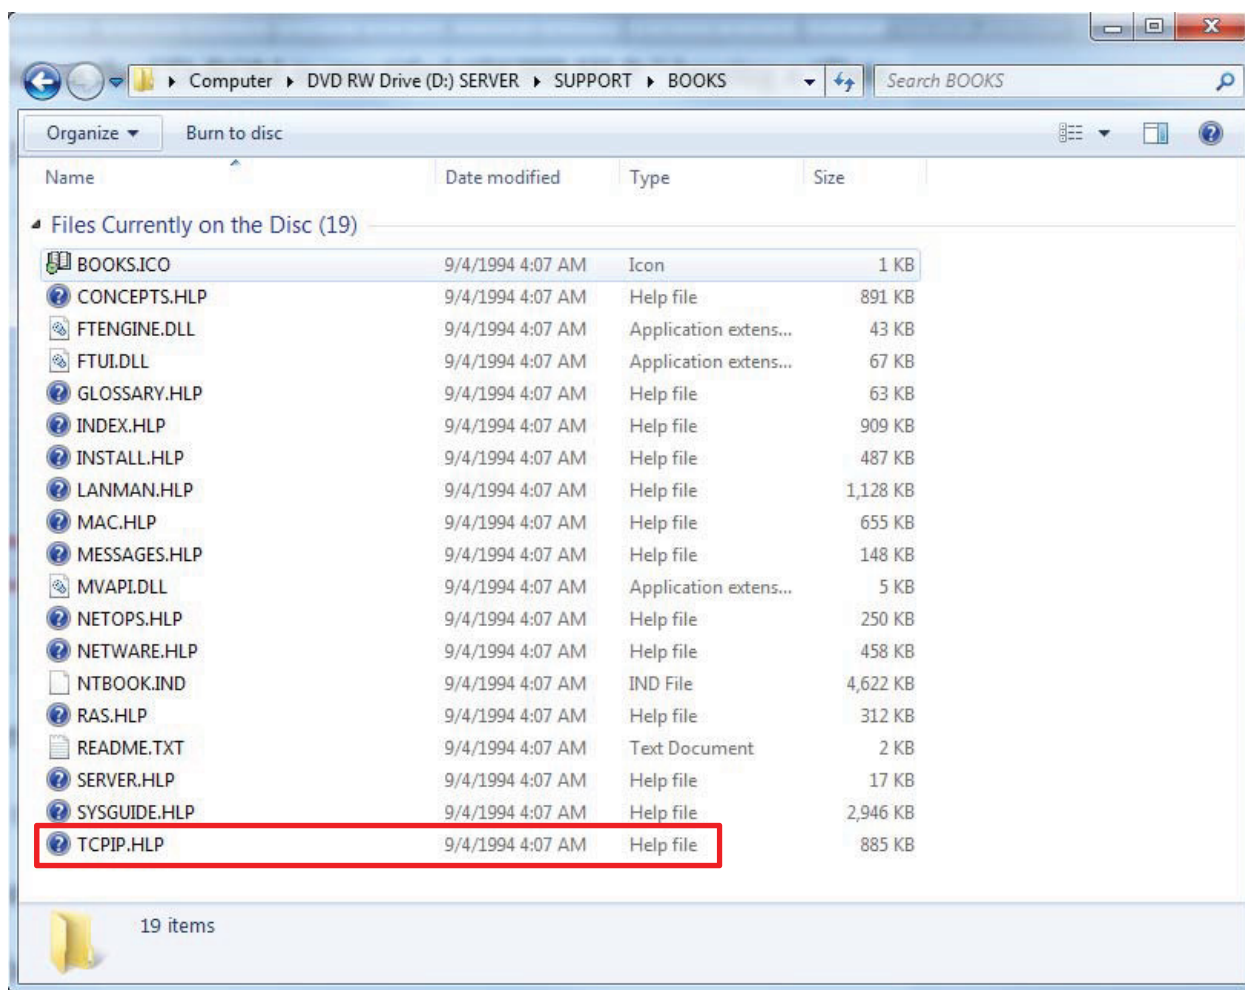 Computer DVD RW Drive (D:) SERVER SUPPORT BOOKS Search BOOKS
Organize Burn to disc
Name Date modified Type Size
Files Currently on the Disc (19)
BOOKS.ICO 9/4/1994 4:07 AM Icon 1 KB
CONCEPTS.HLP 9/4/1994 4:07 AM Help file 891 KB
FTENGINE.DLL 9/4/1994 4:07 AM Application extens... 43 KB
FTUI.DLL 9/4/1994 4:07 AM Application extens... 67 KB
GLOSSARY.HLP 9/4/1994 4:07 AM Help file 63 KB
INDEX.HLP 9/4/1994 4:07 AM Help file 909 KB
INSTALL.HLP 9/4/1994 4:07 AM Help file 487 KB
LANMAN.HLP 9/4/1994 4:07 AM Help file 1,128 KB
MAC.HLP 9/4/1994 4:07 AM Help file 655 KB
MESSAGES.HLP 9/4/1994 4:07 AM Help file 148 KB
MVAPI.DLL 9/4/1994 4:07 AM Application extens... 5 KB
NETOPS.HLP 9/4/1994 4:07 AM Help file 250 KB
NETWARE.HLP 9/4/1994 4:07 AM Help file 458 KB
NTBOOK.IND 9/4/1994 4:07 AM IND File 4,622 KB
RAS.HLP 9/4/1994 4:07 AM Help file 312 KB
README.TXT 9/4/1994 4:07 AM Text Document 2 KB
SERVER.HLP 9/4/1994 4:07 AM Help file 17 KB
SYSGUIDE.HLP 9/4/1994 4:07 AM Help file 2,946 KB
TCPIP.HLP 9/4/1994 4:07 AM Help file 885 KB
19 items